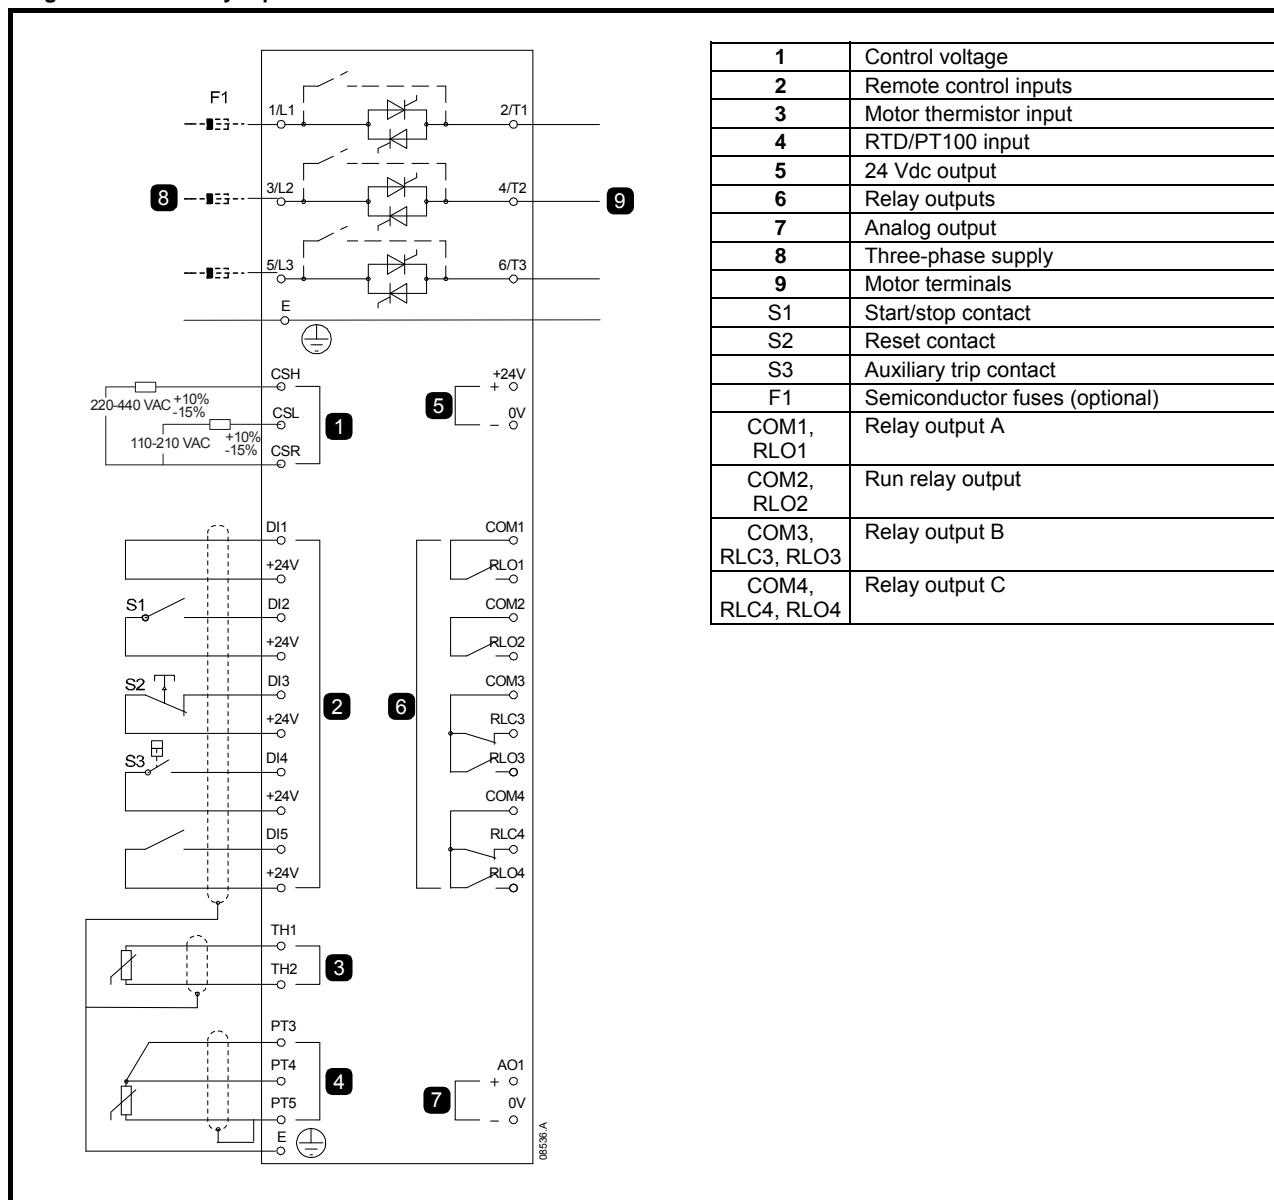 F1
1/L1
2/T1
8
3/L2
4/T2
9
5/L3
6/T3
E
CSH
220-440 VAC +10% -15%
CSL
110-210 VAC +10% -15%
CSR
1
+24V
+
5
0V
–
DI1
+24V
S1
DI2
+24V
S2
DI3
+24V
2
S3
DI4
+24V
DI5
+24V
COM1
RLO1
COM2
RLO2
COM3
6
RLC3
RLO3
COM4
RLC4
RLO4
TH1
TH2
3
PT3
PT4
4
PT5
E
AO1
+
7
0V
–
08536.A
1 Control voltage
2 Remote control inputs
3 Motor thermistor input
4 RTD/PT100 input
5 24 Vdc output
6 Relay outputs
7 Analog output
8 Three-phase supply
9 Motor terminals
S1 Start/stop contact
S2 Reset contact
S3 Auxiliary trip contact
F1 Semiconductor fuses (optional)
COM1, Relay output A
RLO1
COM2, Run relay output
RLO2
COM3, Relay output B
RLC3, RLO3
COM4, Relay output C
RLC4, RLO4